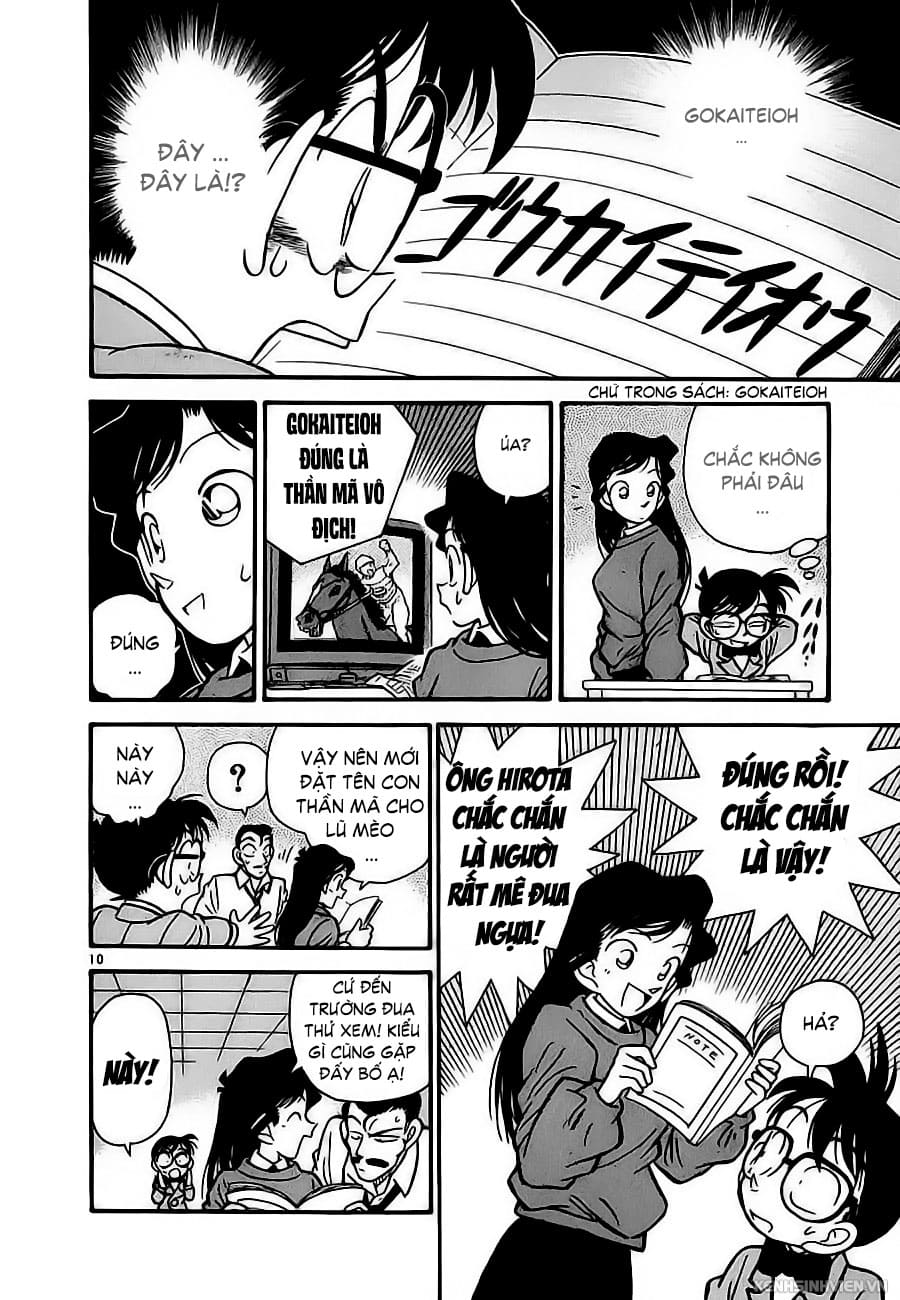 GOKAITEIOH
...
ĐÂY ...
ĐÂY LÀ!?
ゴウカイテイオウ
CHỮ TRONG SÁCH: GOKAITEIOH
CHẮC KHÔNG
PHẢI ĐÂU
...
ÚA?
GOKAITEIOH
ĐÚNG LÀ
THẦN MÃ VÔ
ĐỊCH!
ĐÚNG
...
ĐÚNG RỒI!
CHẮC CHẮN
LÀ VẬY!
ÔNG HIROTA
CHẮC CHẮN
LÀ NGƯỜI
RẤT MÊ ĐUA
NGỰA!
NOTE
HẢ?
VẬY NÊN MỚI
ĐẶT TÊN CON
THẦN MÃ CHO
LŨ MÈO
...
?
NÀY
NÀY ...
10
CỨ ĐẾN
TRƯỜNG ĐUA
THỬ XEM! KIỂU
GÌ CŨNG GẶP
ĐẤY BỐ Ạ!
NÀY!
XENHSINHVIEN.VN